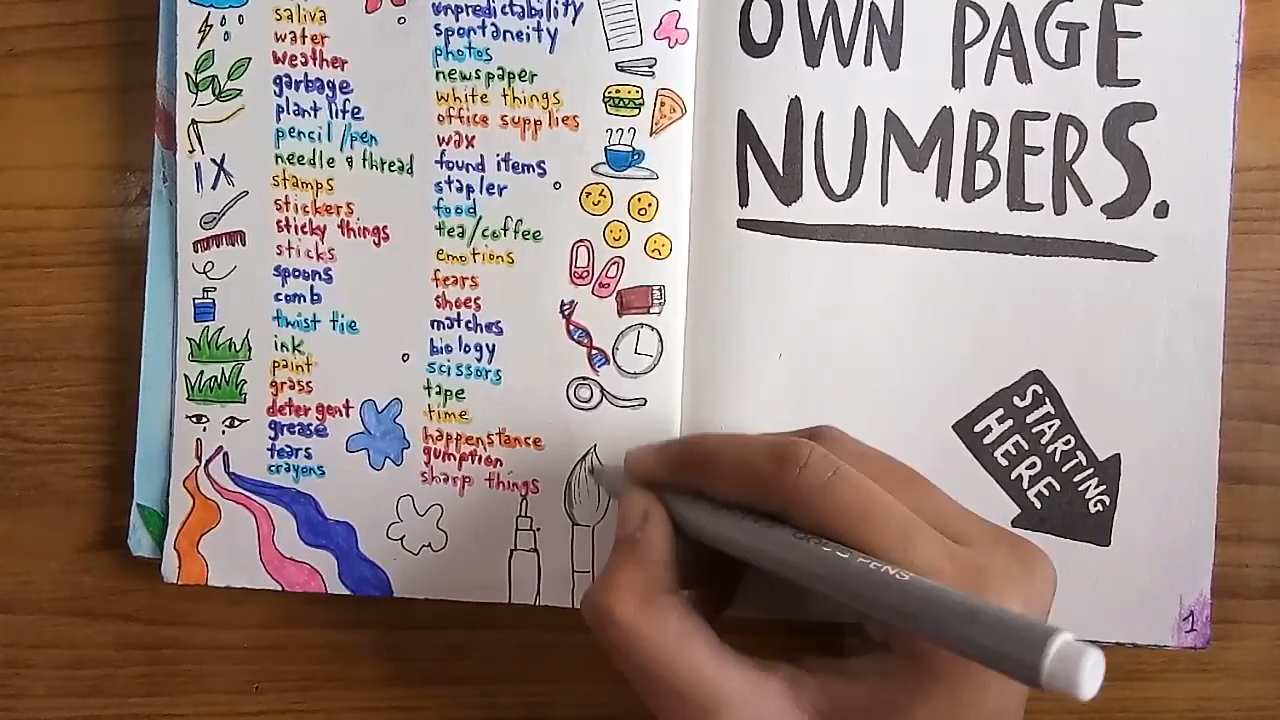 saliva
water
weather
garbage
plant life
pencil/pen
needle & thread
stamps
stickers
sticky things
sticks
spoons
comb
twist tie
ink
paint
grass
detergent
grease
tears
crayons
unpredictability
spontaneity
photos
newspaper
white things
office supplies
wax
found items
stapler
food
tea/coffee
emotions
fears
shoes
matches
biology
scissors
tape
time
happenstance
gumption
sharp things
OWN PAGE
NUMBERS.
STARTING
HERE
1
PENS